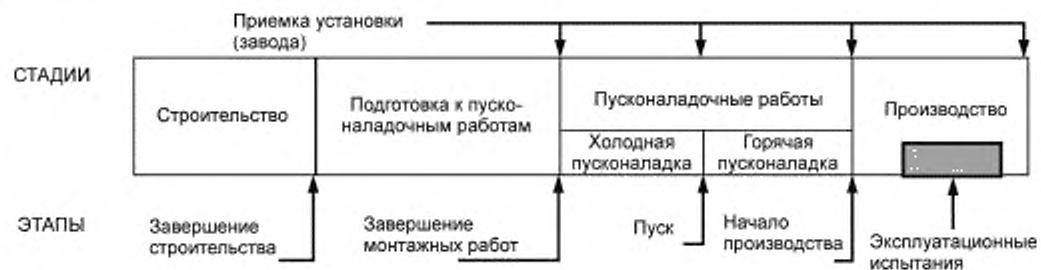 Приемка установки
(завода)
СТАДИИ
Строительство
Подготовка к пуско-
наладочным работам
Пусконаладочные работы
Холодная
пусконаладка
Горячая
пусконаладка
Производство
ЭТАПЫ
Завершение
строительства
Завершение
монтажных работ
Пуск
Начало
производства
Эксплуатационные
испытания